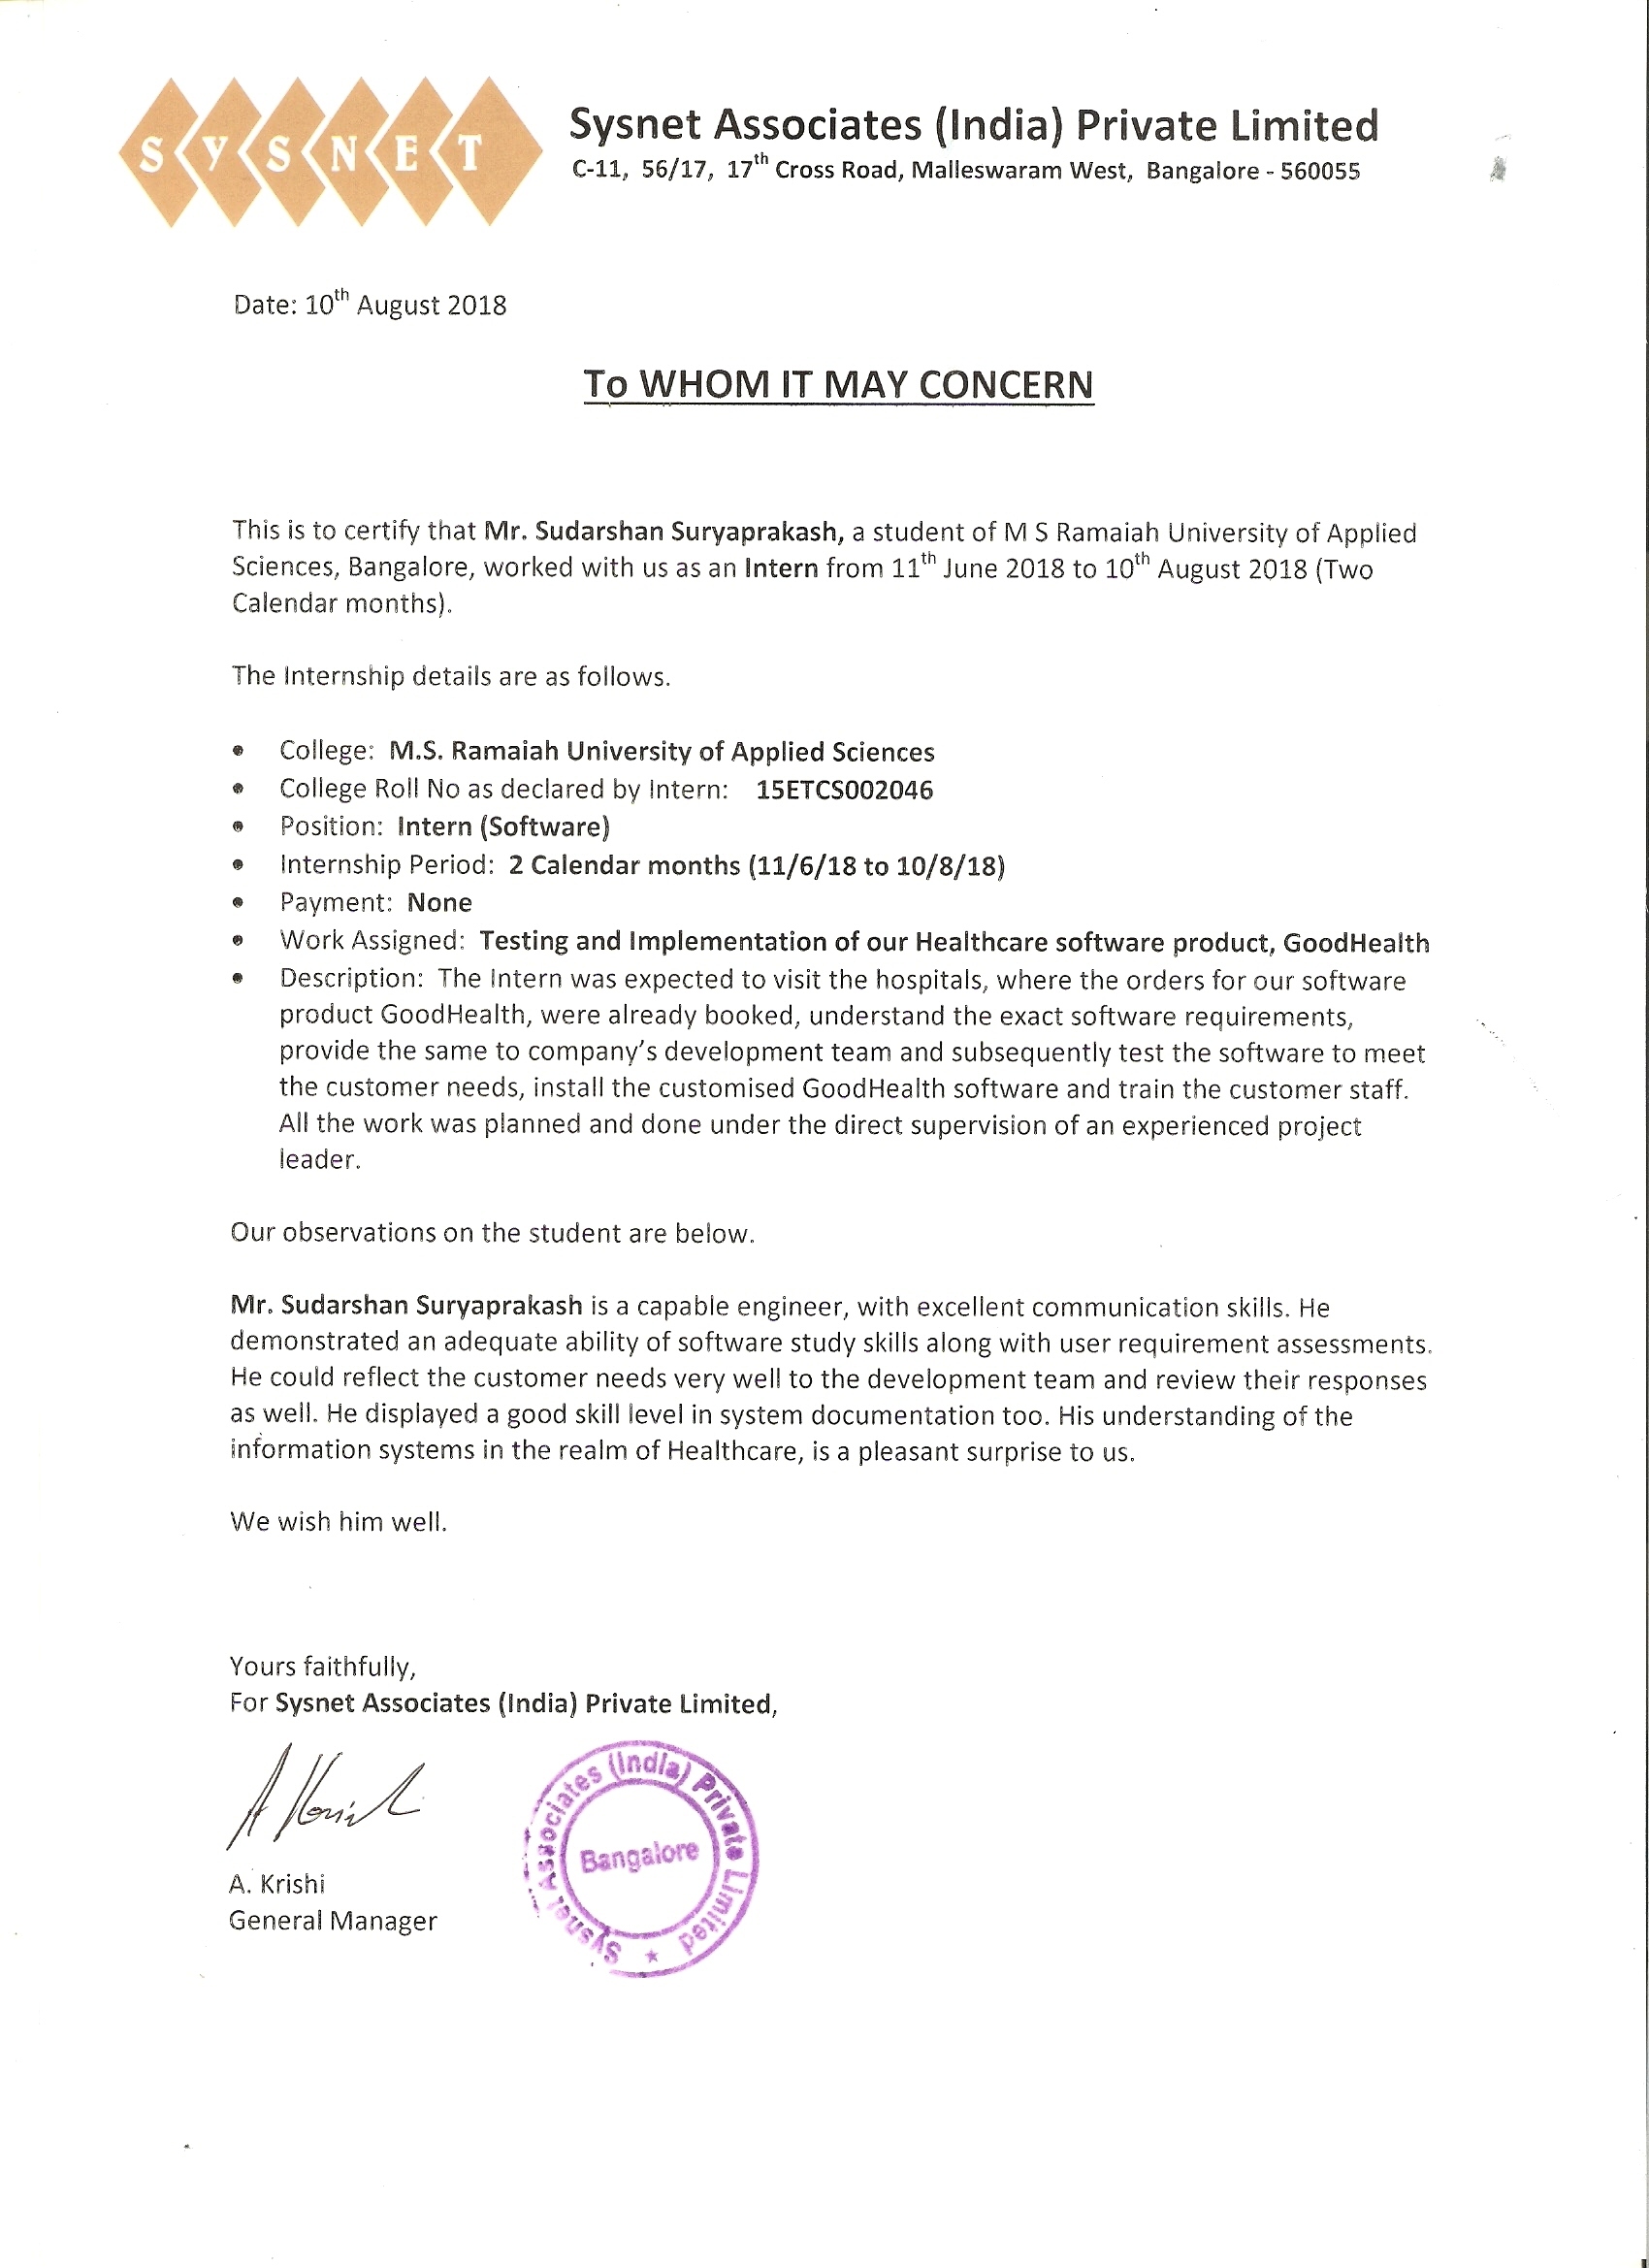 SYSNET
Sysnet Associates (India) Private Limited
C-11, 56/17, 17th Cross Road, Malleswaram West, Bangalore - 560055
Date: 10th August 2018
To WHOM IT MAY CONCERN
This is to certify that Mr. Sudarshan Suryaprakash, a student of M S Ramaiah University of Applied
Sciences, Bangalore, worked with us as an Intern from 11th June 2018 to 10th August 2018 (Two
Calendar months).
The Internship details are as follows.
• College: M.S. Ramaiah University of Applied Sciences
• College Roll No as declared by Intern: 15ETCS002046
• Position: Intern (Software)
• Internship Period: 2 Calendar months (11/6/18 to 10/8/18)
• Payment: None
• Work Assigned: Testing and Implementation of our Healthcare software product, GoodHealth
• Description: The Intern was expected to visit the hospitals, where the orders for our software
product GoodHealth, were already booked, understand the exact software requirements,
provide the same to company's development team and subsequently test the software to meet
the customer needs, install the customised GoodHealth software and train the customer staff.
All the work was planned and done under the direct supervision of an experienced project
leader.
Our observations on the student are below.
Mr. Sudarshan Suryaprakash is a capable engineer, with excellent communication skills. He
demonstrated an adequate ability of software study skills along with user requirement assessments.
He could reflect the customer needs very well to the development team and review their responses
as well. He displayed a good skill level in system documentation too. His understanding of the
information systems in the realm of Healthcare, is a pleasant surprise to us.
We wish him well.
Yours faithfully,
For Sysnet Associates (India) Private Limited,
A Krish
A. Krishi
General Manager
Sysnet Associates (India) Private Limited ★
Bangalore